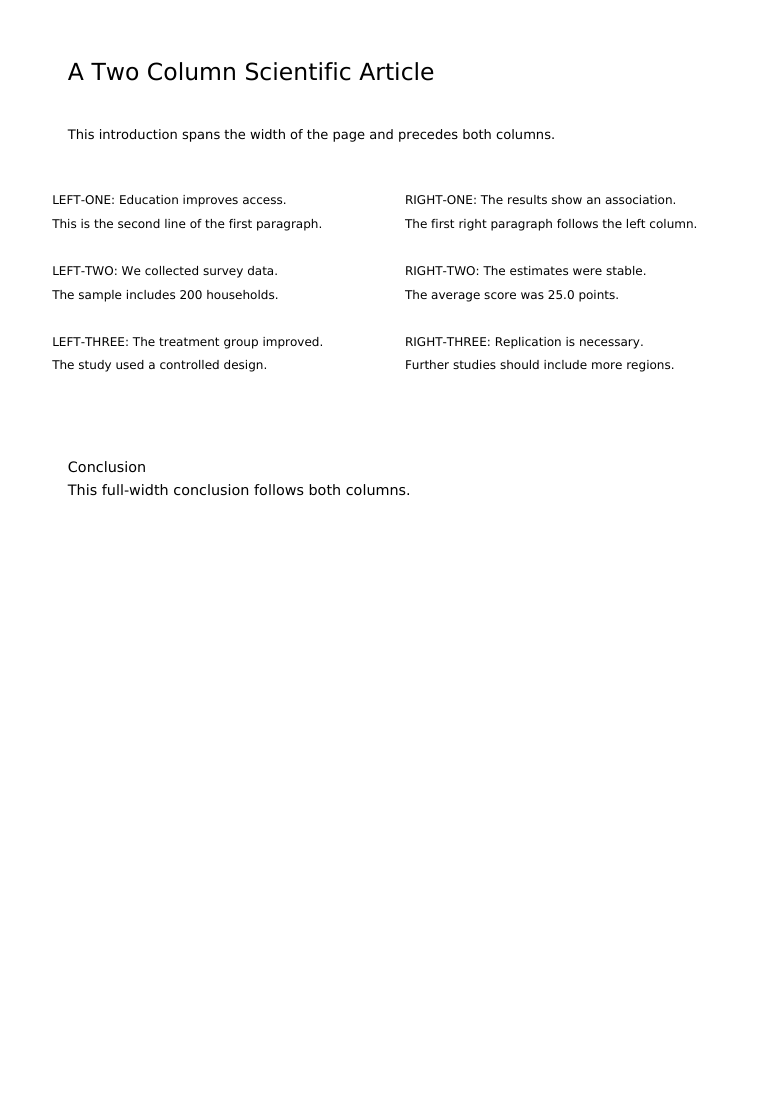 A Two Column Scientific Article
This introduction spans the width of the page and precedes both columns.
LEFT-ONE: Education improves access.
This is the second line of the first paragraph.
LEFT-TWO: We collected survey data.
The sample includes 200 households.
LEFT-THREE: The treatment group improved.
The study used a controlled design.
RIGHT-ONE: The results show an association.
The first right paragraph follows the left column.
RIGHT-TWO: The estimates were stable.
The average score was 25.0 points.
RIGHT-THREE: Replication is necessary.
Further studies should include more regions.
Conclusion
This full-width conclusion follows both columns.